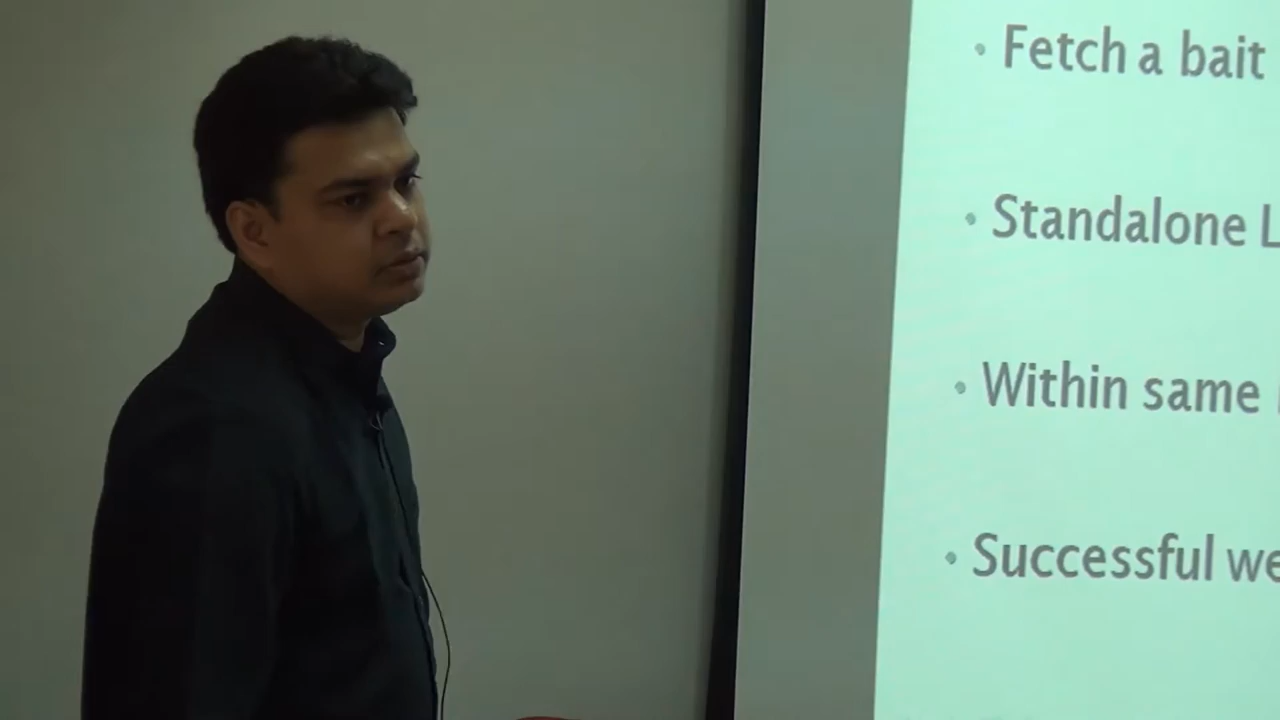 • Fetch a bait
• Standalone
• Within same
• Successful